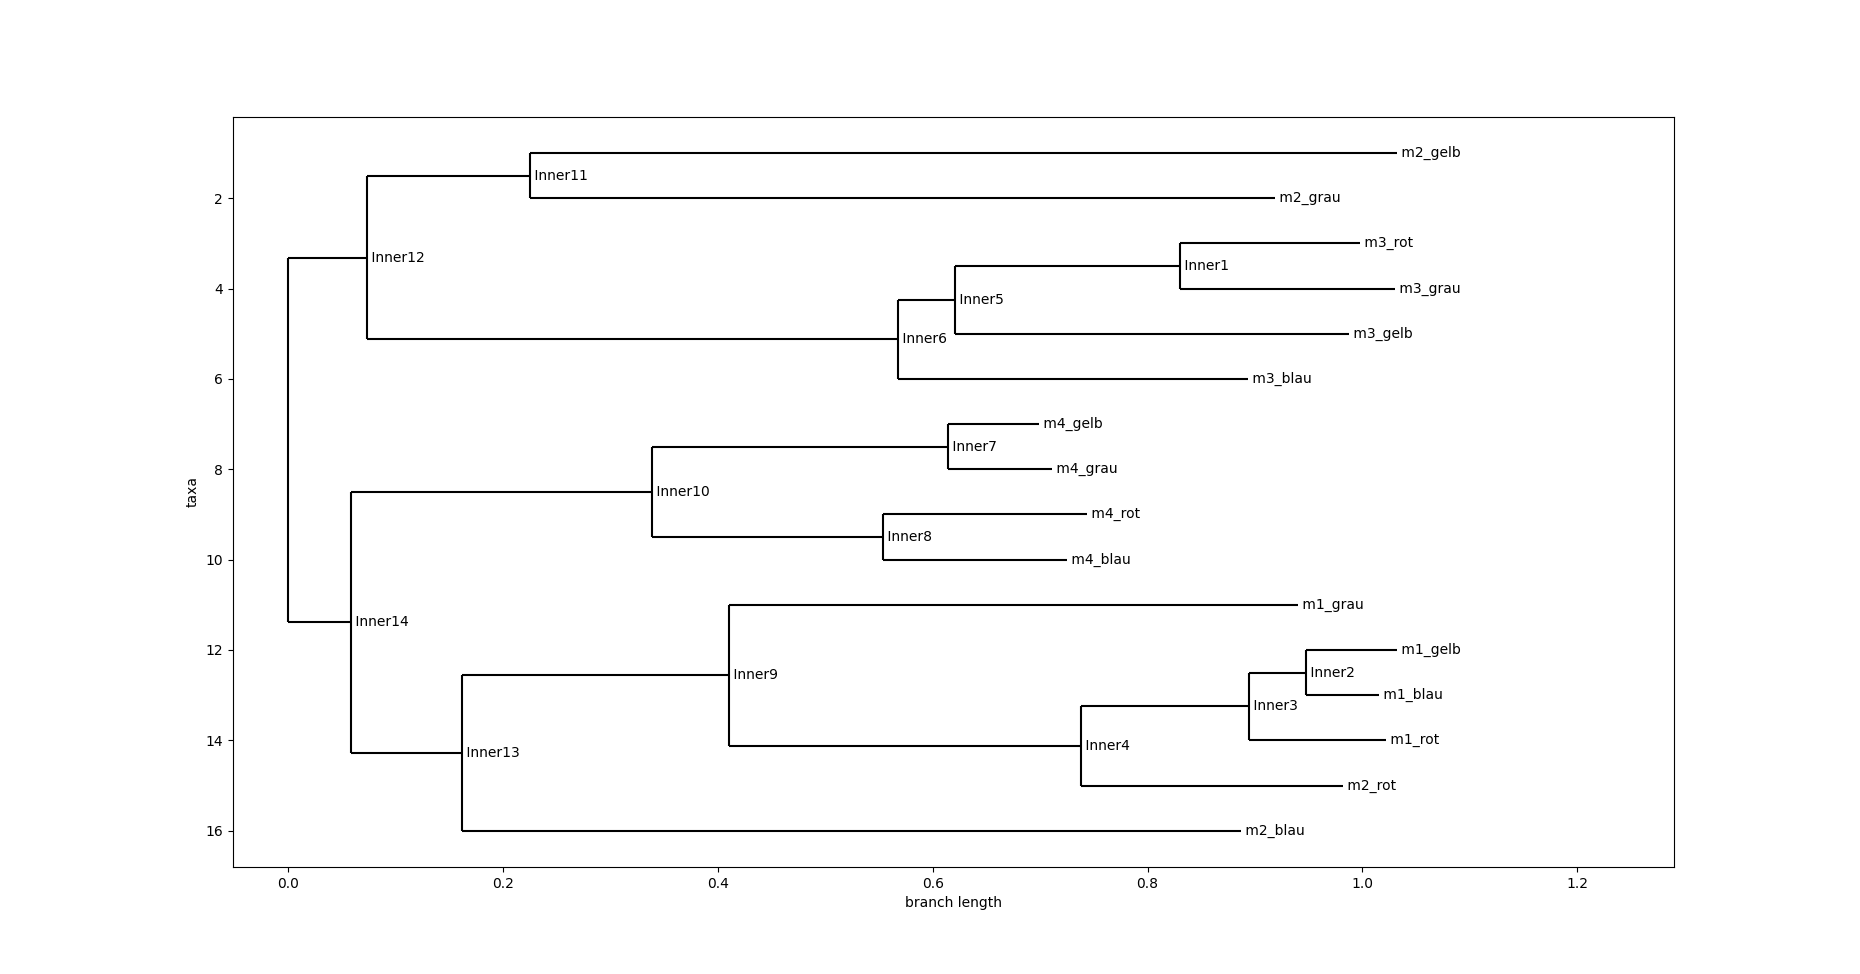 m2_gelb
Inner11
2
m2_grau
m3_rot
Inner12
Inner1
4
m3_grau
Inner5
m3_gelb
Inner6
6
m3_blau
m4_gelb
Inner7
8
m4_grau
taxa
Inner10
m4_rot
Inner8
10
m4_blau
m1_grau
Inner14
12
m1_gelb
Inner9
Inner2
m1_blau
Inner3
14
m1_rot
Inner4
Inner13
m2_rot
16
m2_blau
0.0 0.2 0.4 0.6 0.8 1.0 1.2
branch length